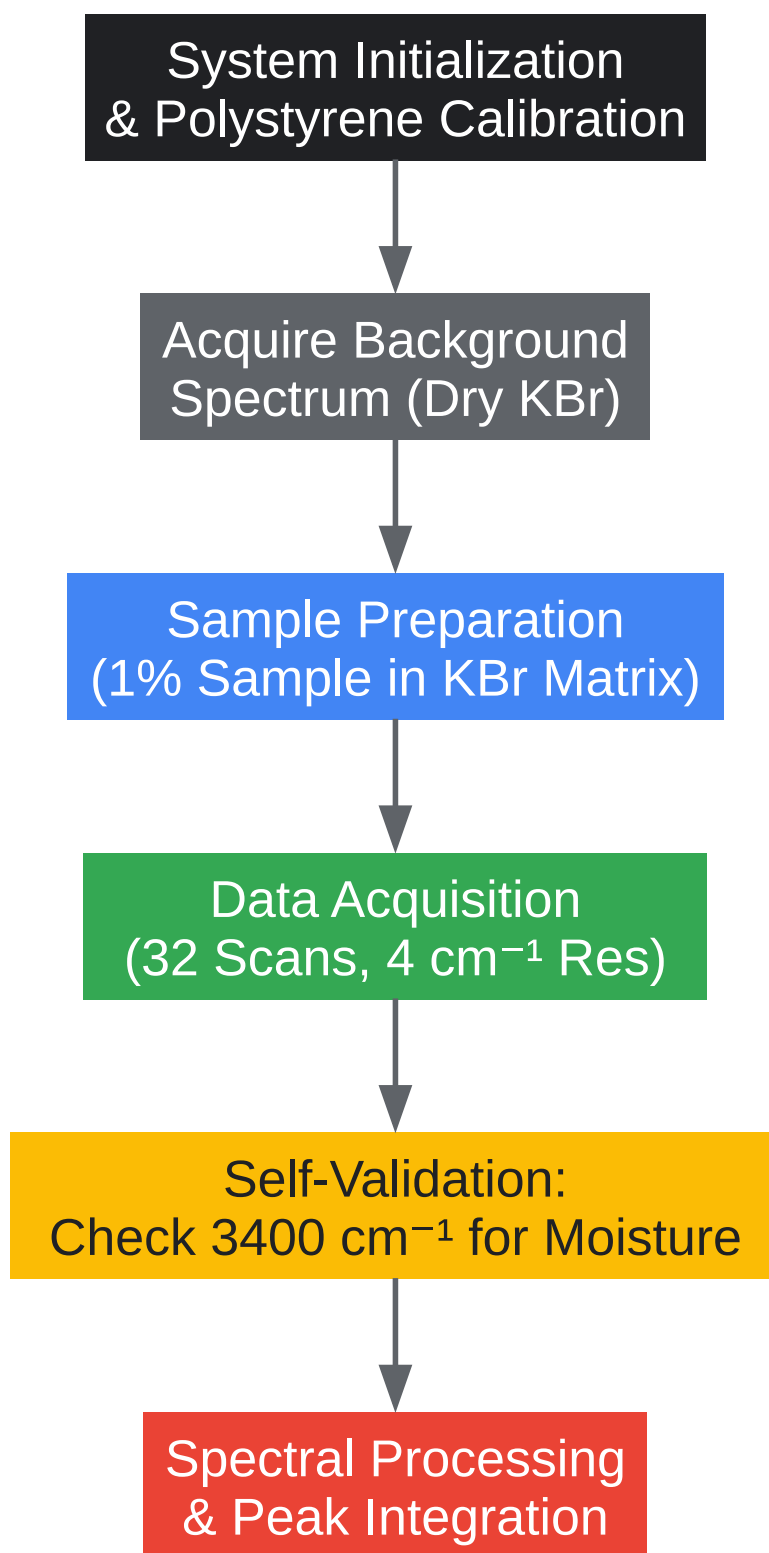 System Initialization
& Polystyrene Calibration
Acquire Background
Spectrum (Dry KBr)
Sample Preparation
(1% Sample in KBr Matrix)
Data Acquisition
(32 Scans, 4 cm⁻¹ Res)
Self-Validation:
Check 3400 cm⁻¹ for Moisture
Spectral Processing
& Peak Integration